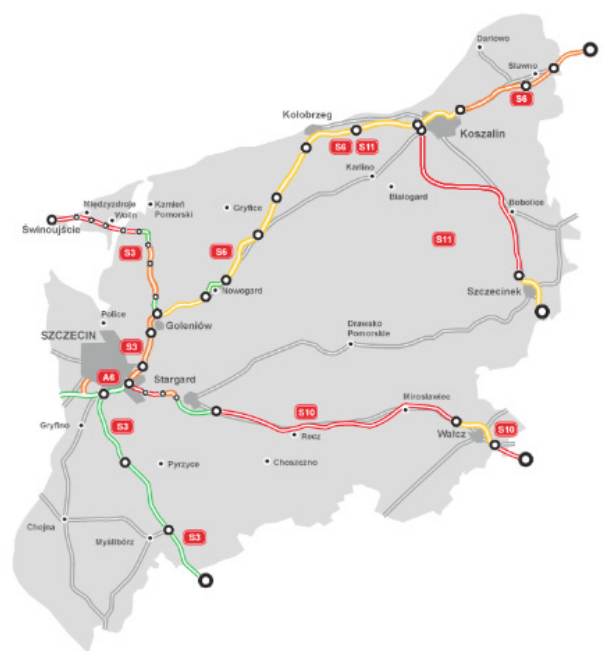 Darłowo
Sławno
S6
Kołobrzeg
Koszalin
S6 S11
Karlino
Białogard
Międzyzdroje
Wolin
Kamień
Pomorski
Gryfice
Bobolice
Świnoujście
S11
S3
S6
Szczecinek
Nowogard
Police
Goleniów
SZCZECIN
Drawsko
Pomorskie
S3
A6
Stargard
Mirosławiec
S10
S3
Gryfino
Recz
Wałcz
S10
Pyrzyce
Choszczno
Chojna
Myślibórz
S3